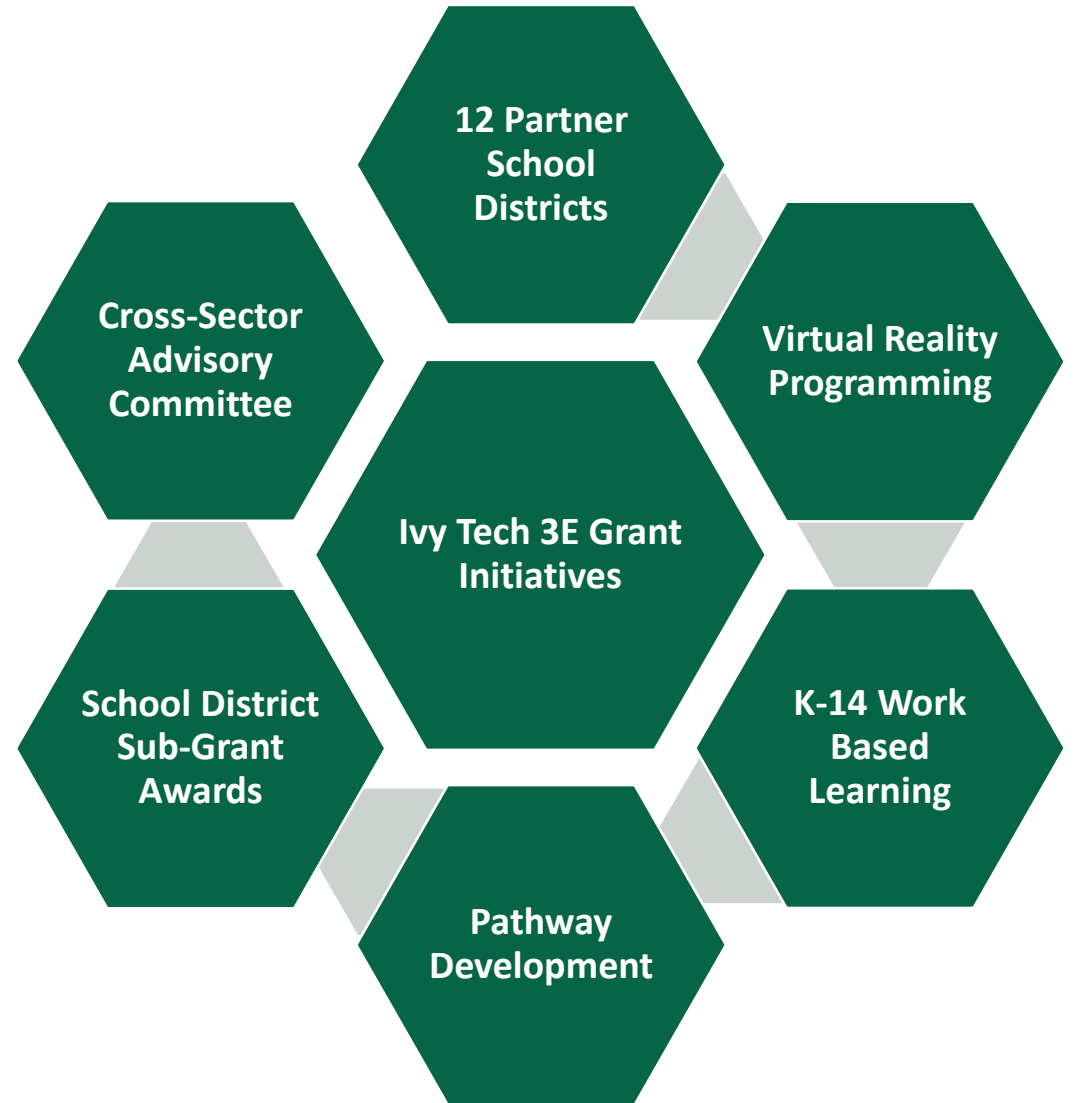 12 Partner
School
Districts
Cross-Sector
Advisory
Committee
Virtual Reality
Programming
Ivy Tech 3E Grant
Initiatives
School District
Sub-Grant
Awards
K-14 Work
Based
Learning
Pathway
Development